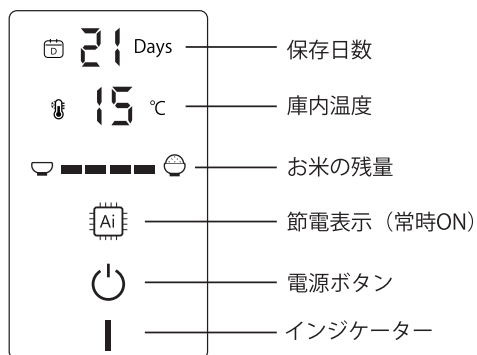 D 21 Days 保存日数
15 ℃ 庫内温度
お米の残量
Ai 節電表示（常時ON）
電源ボタン
インジケーター